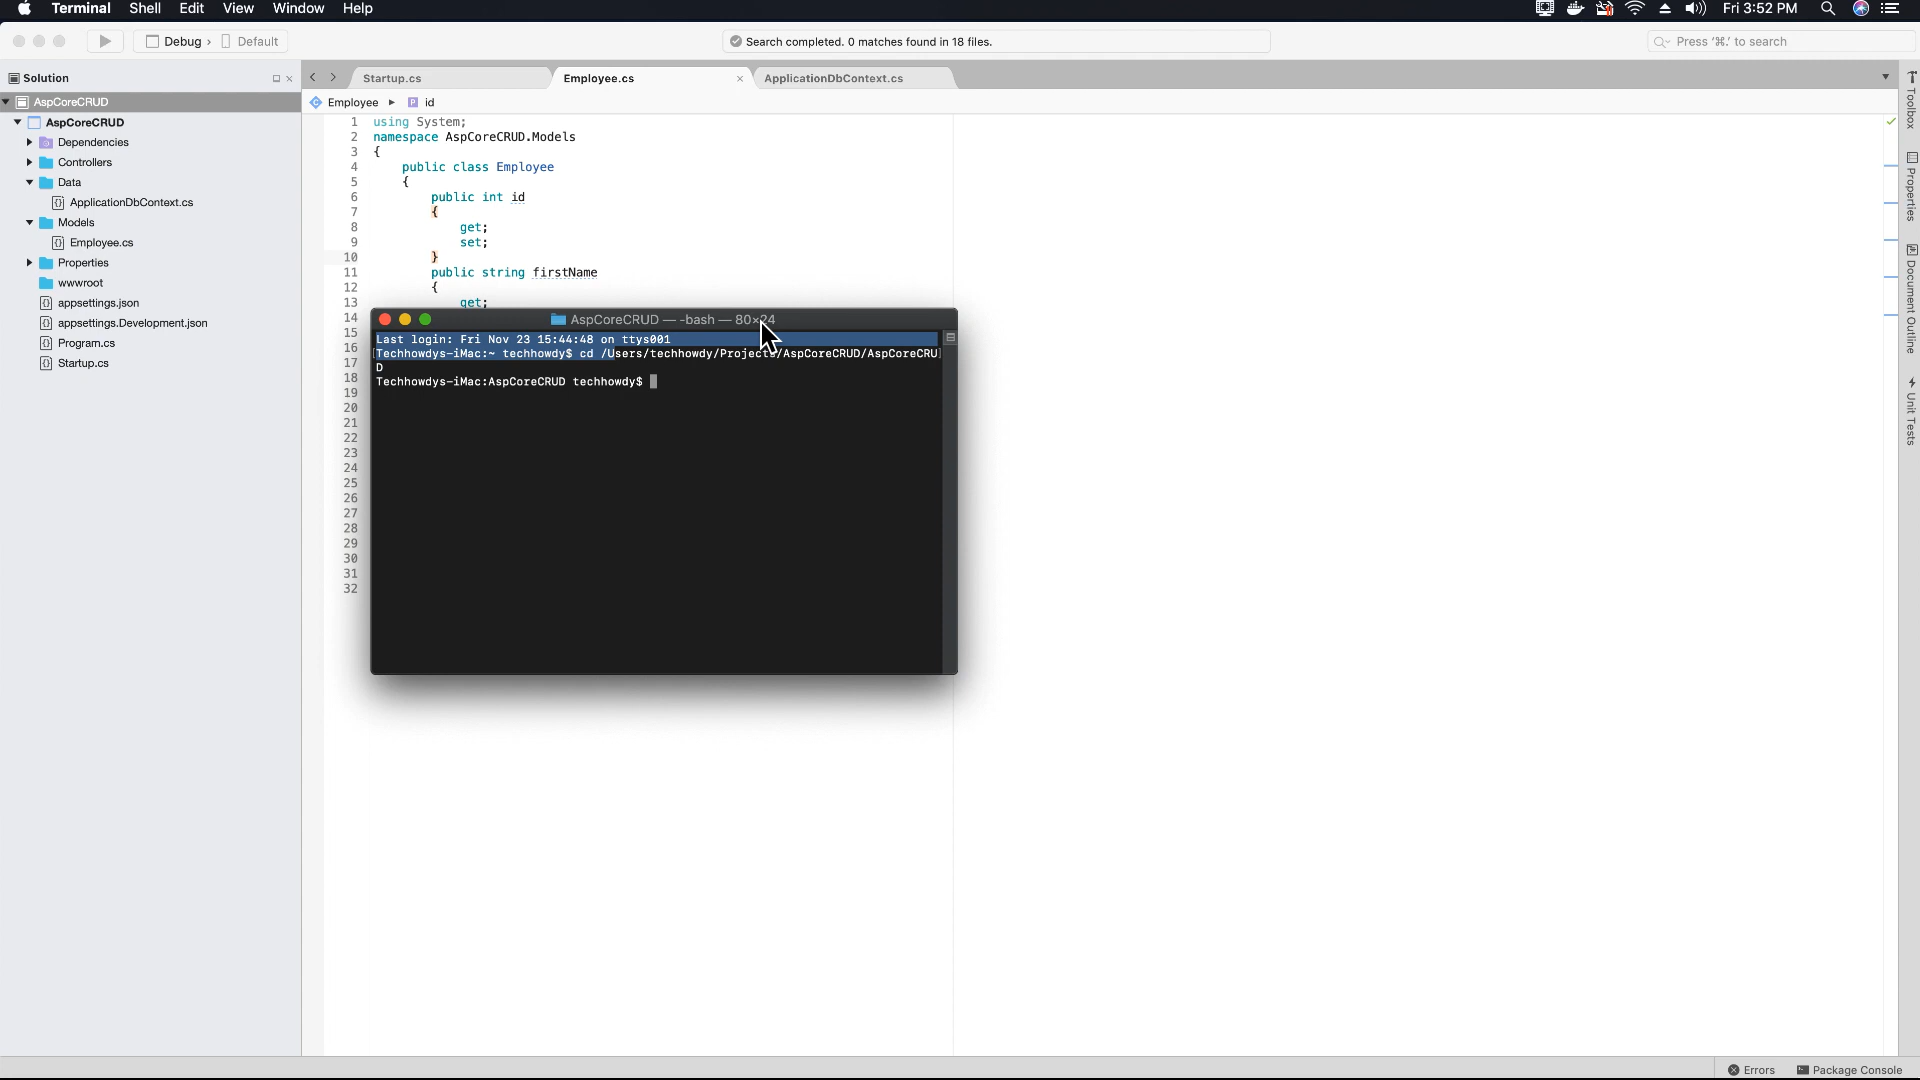 Terminal Shell Edit View Window Help Fri 3:52 PM
Debug › Default Search completed. 0 matches found in 18 files. Press '⌘.' to search
Solution
Startup.cs Employee.cs ApplicationDbContext.cs
AspCoreCRUD
Employee ▸ id
AspCoreCRUD
Dependencies
Controllers
Data
ApplicationDbContext.cs
Models
Employee.cs
Properties
wwwroot
appsettings.json
appsettings.Development.json
Program.cs
Startup.cs
1 using System;
2 namespace AspCoreCRUD.Models
3 {
4 public class Employee
5 {
6 public int id
7 {
8 get;
9 set;
10 }
11 public string firstName
12 {
13 get;
14
15
16
17
18
19
20
21
22
23
24
25
26
27
28
29
30
31
32
AspCoreCRUD — -bash — 80×24
Last login: Fri Nov 23 15:44:48 on ttys001
[Techhowdys-iMac:~ techhowdy$ cd /Users/techhowdy/Projects/AspCoreCRUD/AspCoreCRU]
D
Techhowdys-iMac:AspCoreCRUD techhowdy$
Toolbox
Properties
Document Outline
Unit Tests
Errors Package Console